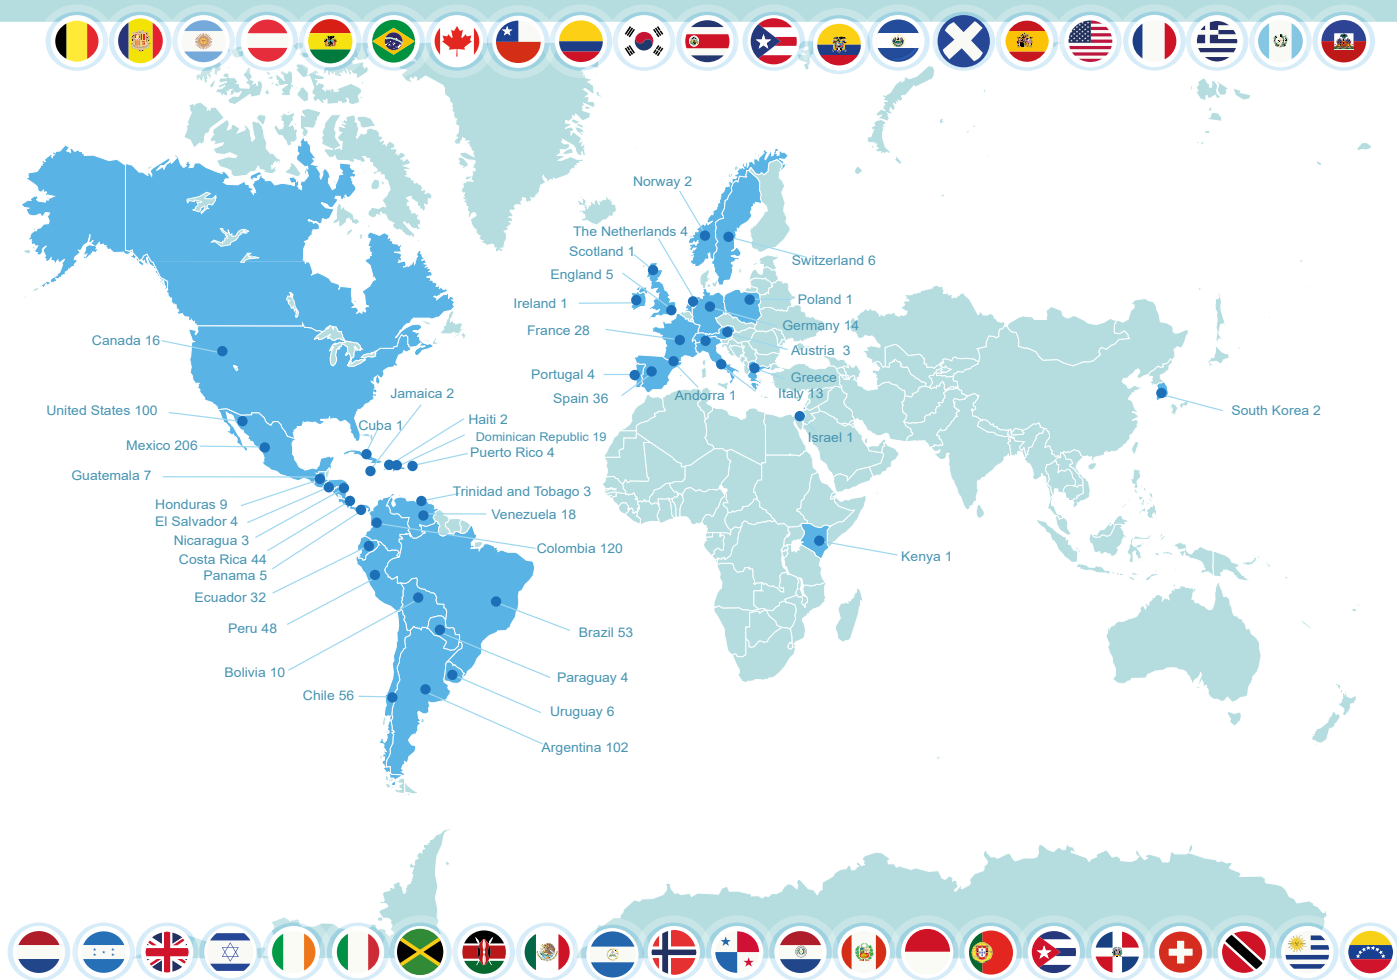 Norway 2
The Netherlands 4
Scotland 1
England 5
Switzerland 6
Ireland 1
Poland 1
France 28
Germany 14
Canada 16
Austria 3
Portugal 4
Greece
Jamaica 2
Spain 36
Andorra 1
Italy 13
United States 100
South Korea 2
Haiti 2
Cuba 1
Dominican Republic 19
Israel 1
Mexico 206
Puerto Rico 4
Guatemala 7
Trinidad and Tobago 3
Honduras 9
Venezuela 18
El Salvador 4
Nicaragua 3
Colombia 120
Costa Rica 44
Kenya 1
Panama 5
Ecuador 32
Peru 48
Brazil 53
Bolivia 10
Paraguay 4
Chile 56
Uruguay 6
Argentina 102